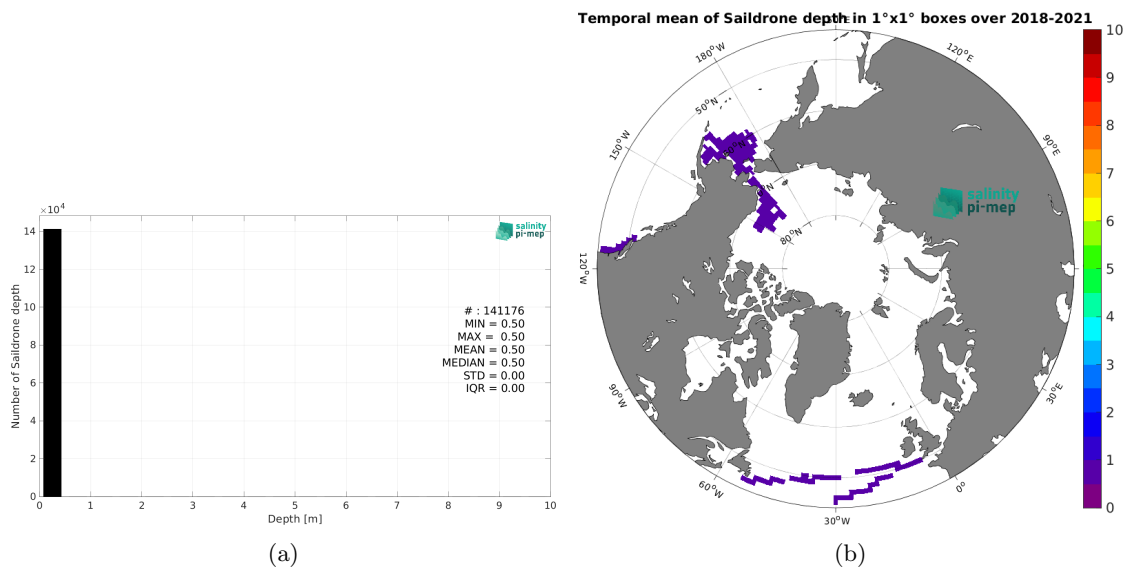 Temporal mean of Saildrone depth in 1°x1° boxes over 2018-2021
×10⁴
14
12
10
8
6
4
2
0
Number of Saildrone depth
0 1 2 3 4 5 6 7 8 9 10
Depth [m]
salinity
pi-mep
# : 141176
MIN = 0.50
MAX = 0.50
MEAN = 0.50
MEDIAN = 0.50
STD = 0.00
IQR = 0.00
(a)
180°W
120°E
150°W
90°E
120°W
90°W
30°E
60°W
0°
30°W
50°N
80°N
salinity
pi-mep
10
9
8
7
6
5
4
3
2
1
0
(b)